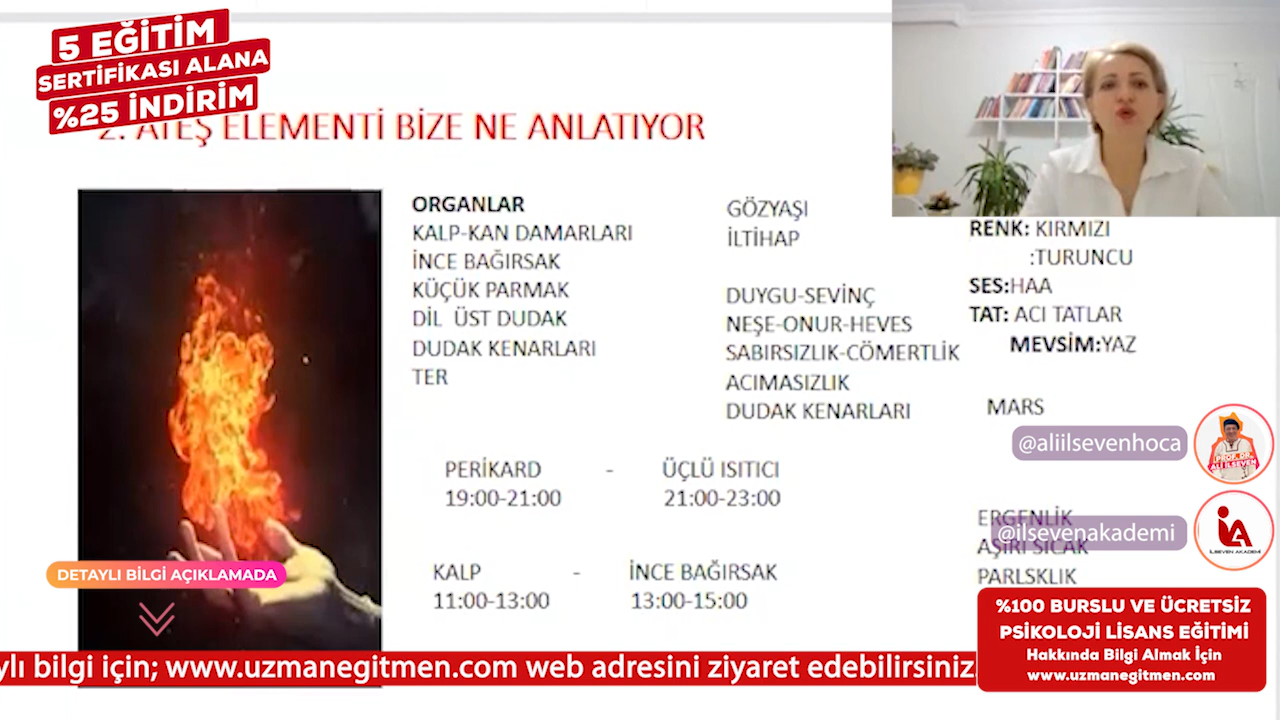 5 EĞİTİM
SERTİFİKASI ALANA
%25 İNDİRİM
2. ATEŞ ELEMENTİ BİZE NE ANLATIYOR
ORGANLAR
KALP-KAN DAMARLARI
İNCE BAĞIRSAK
KÜÇÜK PARMAK
DİL ÜST DUDAK
DUDAK KENARLARI
TER
GÖZYAŞI
İLTİHAP
DUYGU-SEVİNÇ
NEŞE-ONUR-HEVES
SABIRSIZLIK-CÖMERTLİK
ACIMASIZLIK
DUDAK KENARLARI
RENK: KIRMIZI
:TURUNCU
SES:HAA
TAT: ACI TATLAR
MEVSİM:YAZ
MARS
@aliilsevenhoca
PROF. DR.
ALİ İLSEVEN
PERİKARD - ÜÇLÜ ISITICI
19:00-21:00 21:00-23:00
ERGENLİK
@ilsevenakademi
AŞIRI SICAK
PARLSKLIK
İLSEVEN AKADEMİ
KALP - İNCE BAĞIRSAK
11:00-13:00 13:00-15:00
DETAYLI BİLGİ AÇIKLAMADA
%100 BURSLU VE ÜCRETSİZ
PSİKOLOJİ LİSANS EĞİTİMİ
Hakkında Bilgi Almak İçin
www.uzmanegitmen.com
ylı bilgi için; www.uzmanegitmen.com web adresini ziyaret edebilirsiniz.